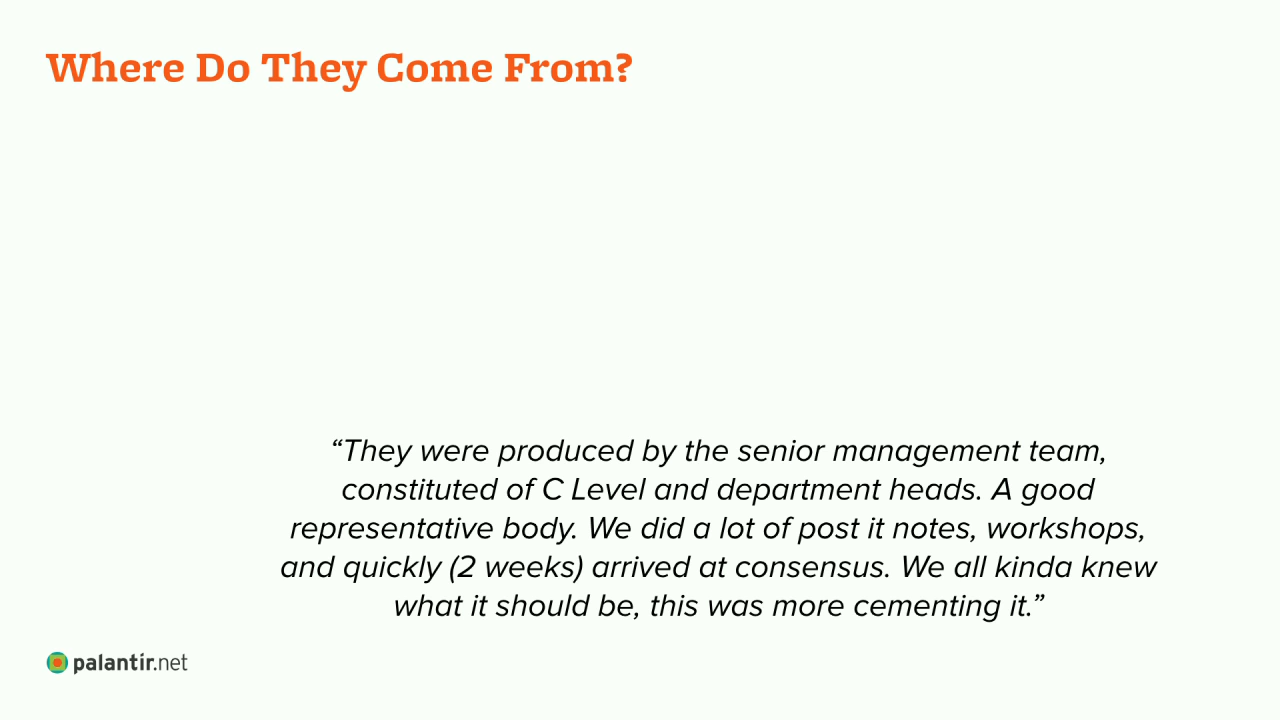 Where Do They Come From?
“They were produced by the senior management team,
constituted of C Level and department heads. A good
representative body. We did a lot of post it notes, workshops,
and quickly (2 weeks) arrived at consensus. We all kinda knew
what it should be, this was more cementing it.”
palantir.net